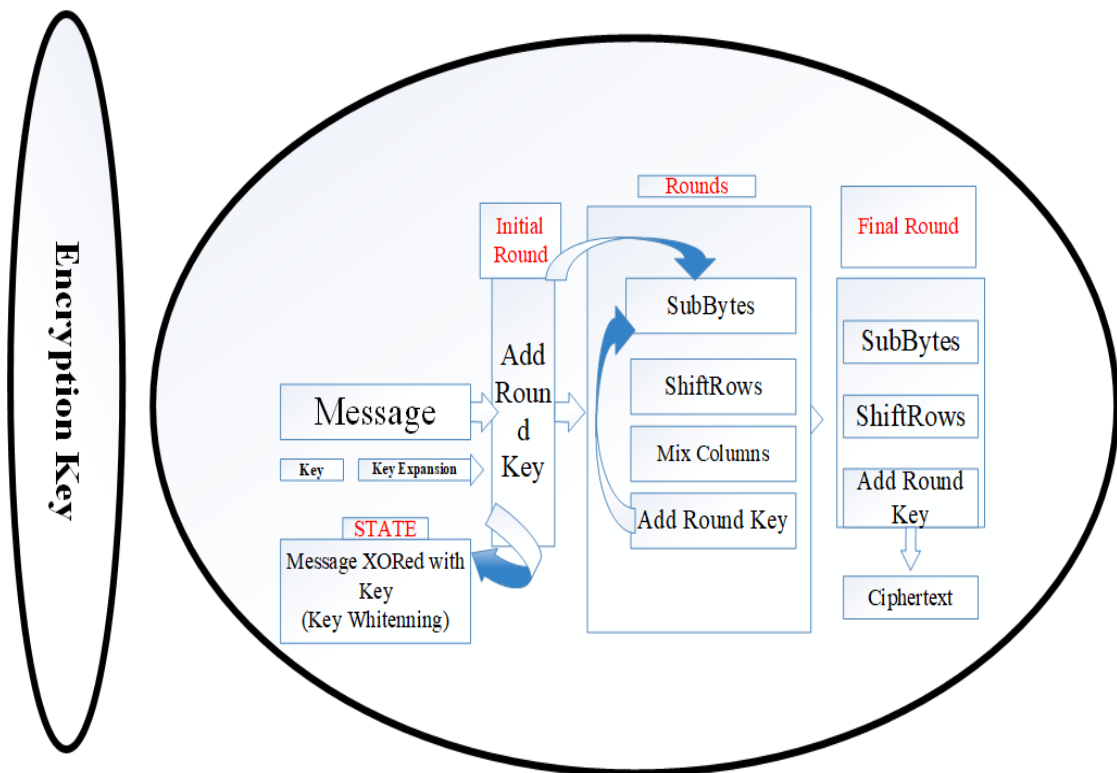 Encryption Key
Rounds
Initial
Round
Final Round
SubBytes
ShiftRows
Mix Columns
Add Round Key
Add
Roun
d
Key
Message
Key
Key Expansion
STATE
Message XORed with
Key
(Key Whitenning)
SubBytes
ShiftRows
Add Round
Key
Ciphertext